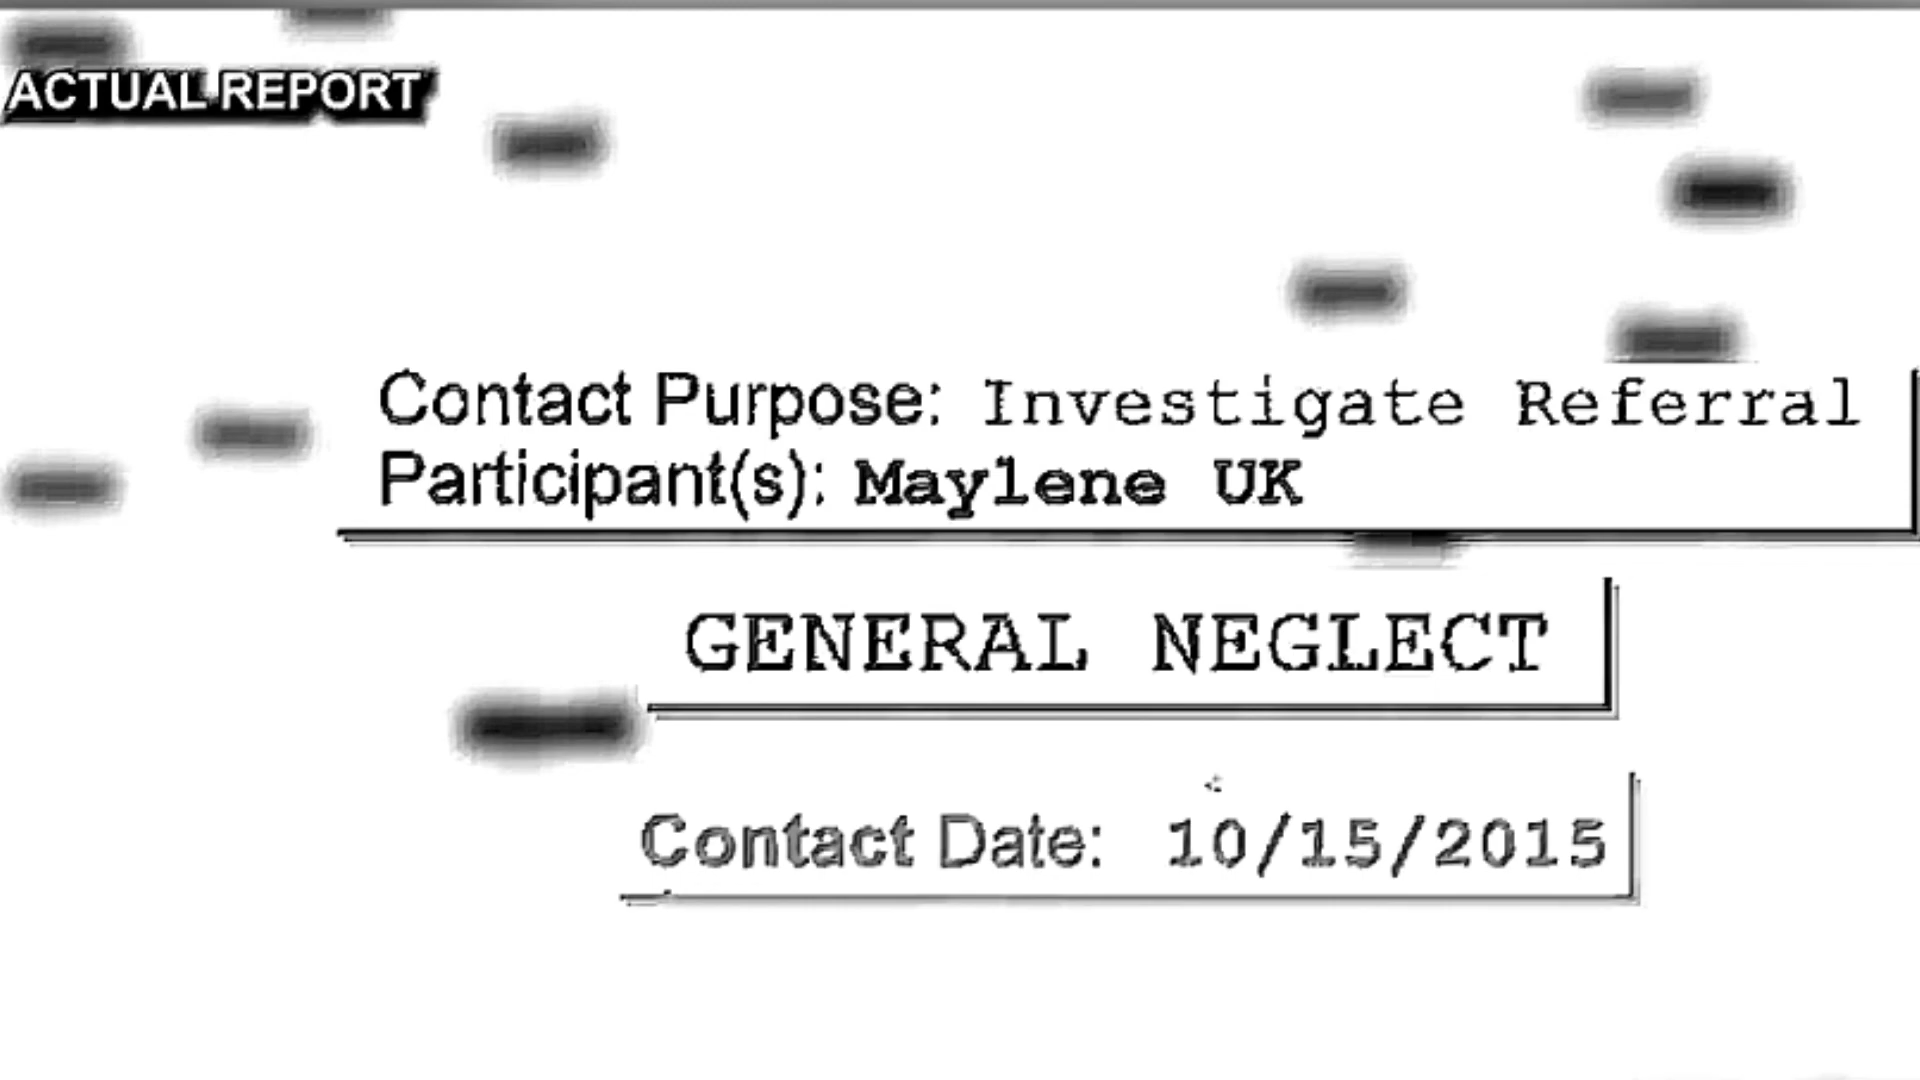 ACTUAL REPORT
Contact Purpose: Investigate Referral
Participant(s): Maylene UK
GENERAL NEGLECT
Contact Date: 10/15/2015